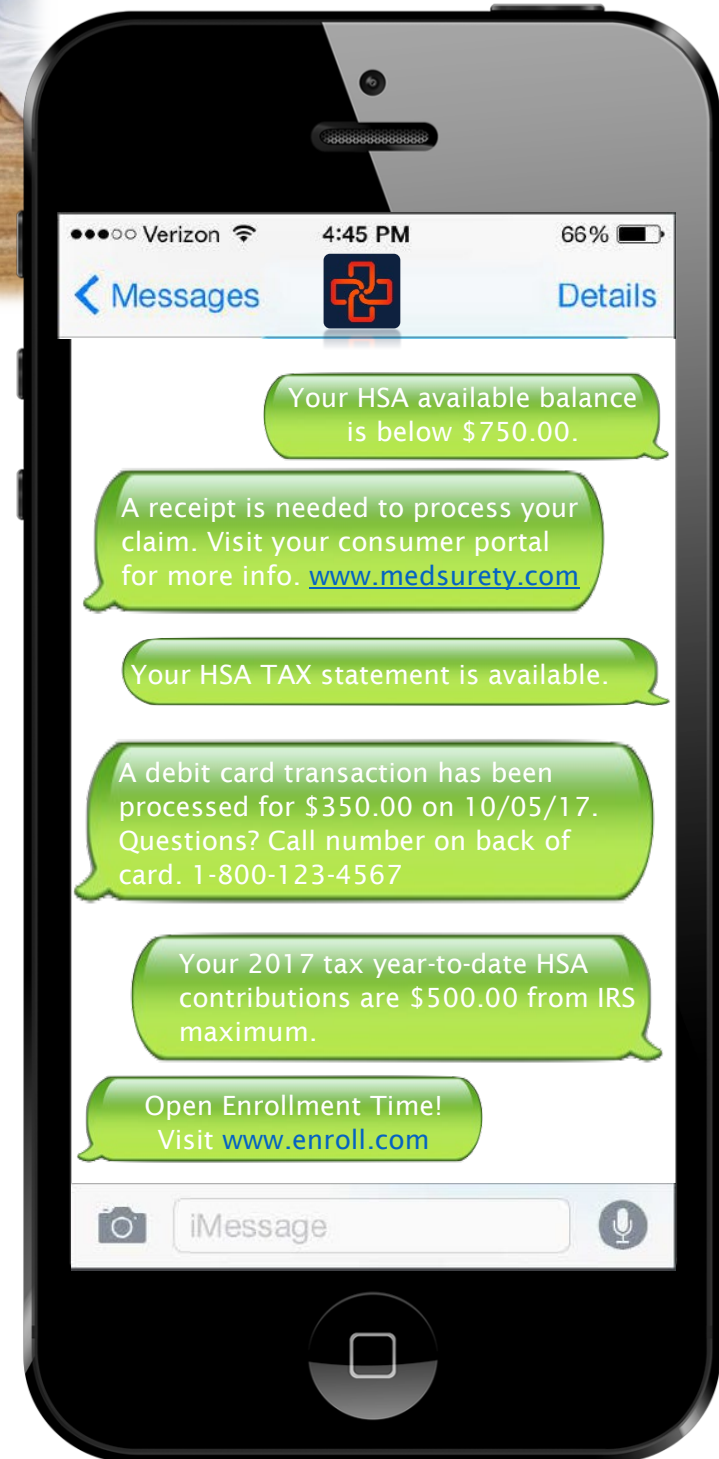 Verizon
4:45 PM
66%
Messages
Details
Your HSA available balance
is below $750.00.
A receipt is needed to process your
claim. Visit your consumer portal
for more info. www.medsurety.com
Your HSA TAX statement is available.
A debit card transaction has been
processed for $350.00 on 10/05/17.
Questions? Call number on back of
card. 1-800-123-4567
Your 2017 tax year-to-date HSA
contributions are $500.00 from IRS
maximum.
Open Enrollment Time!
Visit www.enroll.com
iMessage